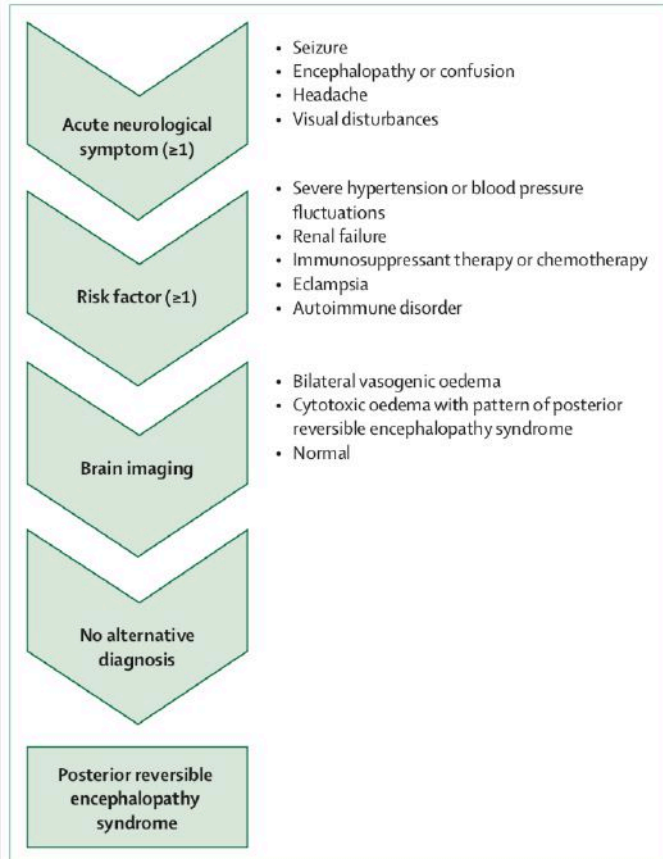 • Seizure
• Encephalopathy or confusion
• Headache
• Visual disturbances
Acute neurological
symptom (≥1)
• Severe hypertension or blood pressure
fluctuations
• Renal failure
• Immunosuppressant therapy or chemotherapy
• Eclampsia
• Autoimmune disorder
Risk factor (≥1)
• Bilateral vasogenic oedema
• Cytotoxic oedema with pattern of posterior
reversible encephalopathy syndrome
• Normal
Brain imaging
No alternative
diagnosis
Posterior reversible
encephalopathy
syndrome